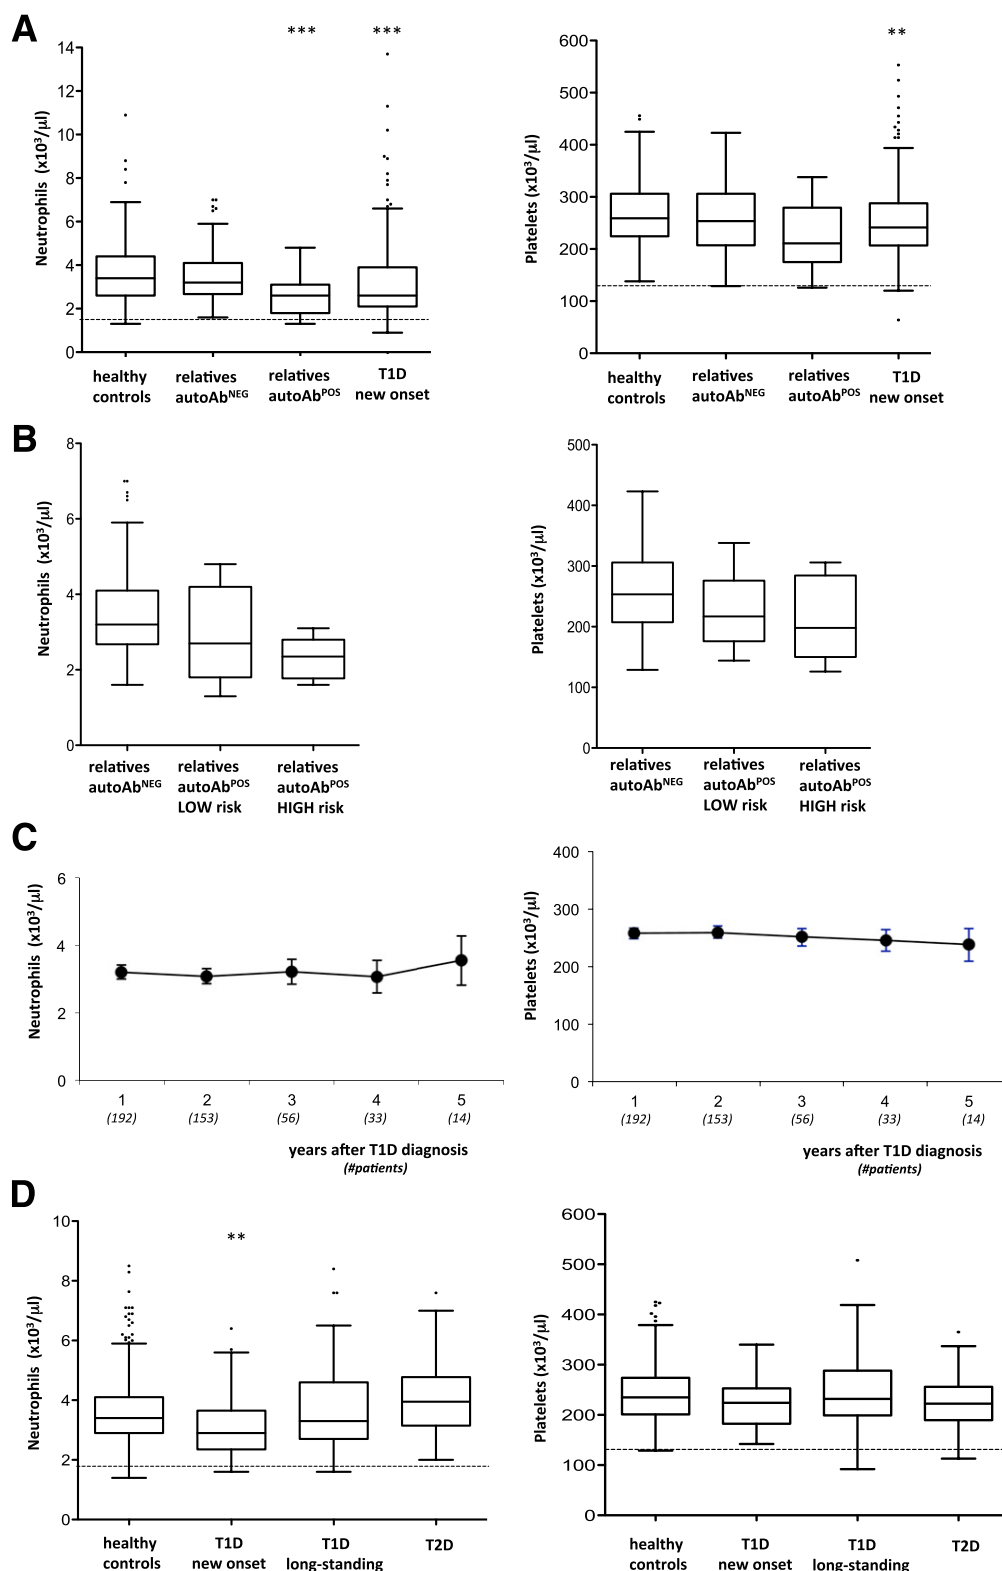 A
*** ***
14
12
10
8
6
4
2
0
Neutrophils (x10³/µl)
healthy controls
relatives autoAbNEG
relatives autoAbPOS
T1D new onset
**
600
500
400
300
200
100
0
Platelets (x10³/µl)
healthy controls
relatives autoAbNEG
relatives autoAbPOS
T1D new onset
B
8
6
4
2
0
Neutrophils (x10³/µl)
relatives autoAbNEG
relatives autoAbPOS LOW risk
relatives autoAbPOS HIGH risk
500
400
300
200
100
0
Platelets (x10³/µl)
relatives autoAbNEG
relatives autoAbPOS LOW risk
relatives autoAbPOS HIGH risk
C
6
4
2
0
Neutrophils (x10³/µl)
1 2 3 4 5
(192) (153) (56) (33) (14)
years after T1D diagnosis
(#patients)
400
300
200
100
0
Platelets (x10³/µl)
1 2 3 4 5
(192) (153) (56) (33) (14)
years after T1D diagnosis
(#patients)
D
**
10
8
6
4
2
0
Neutrophils (x10³/µl)
healthy controls
T1D new onset
T1D long-standing
T2D
600
500
400
300
200
100
0
Platelets (x10³/µl)
healthy controls
T1D new onset
T1D long-standing
T2D